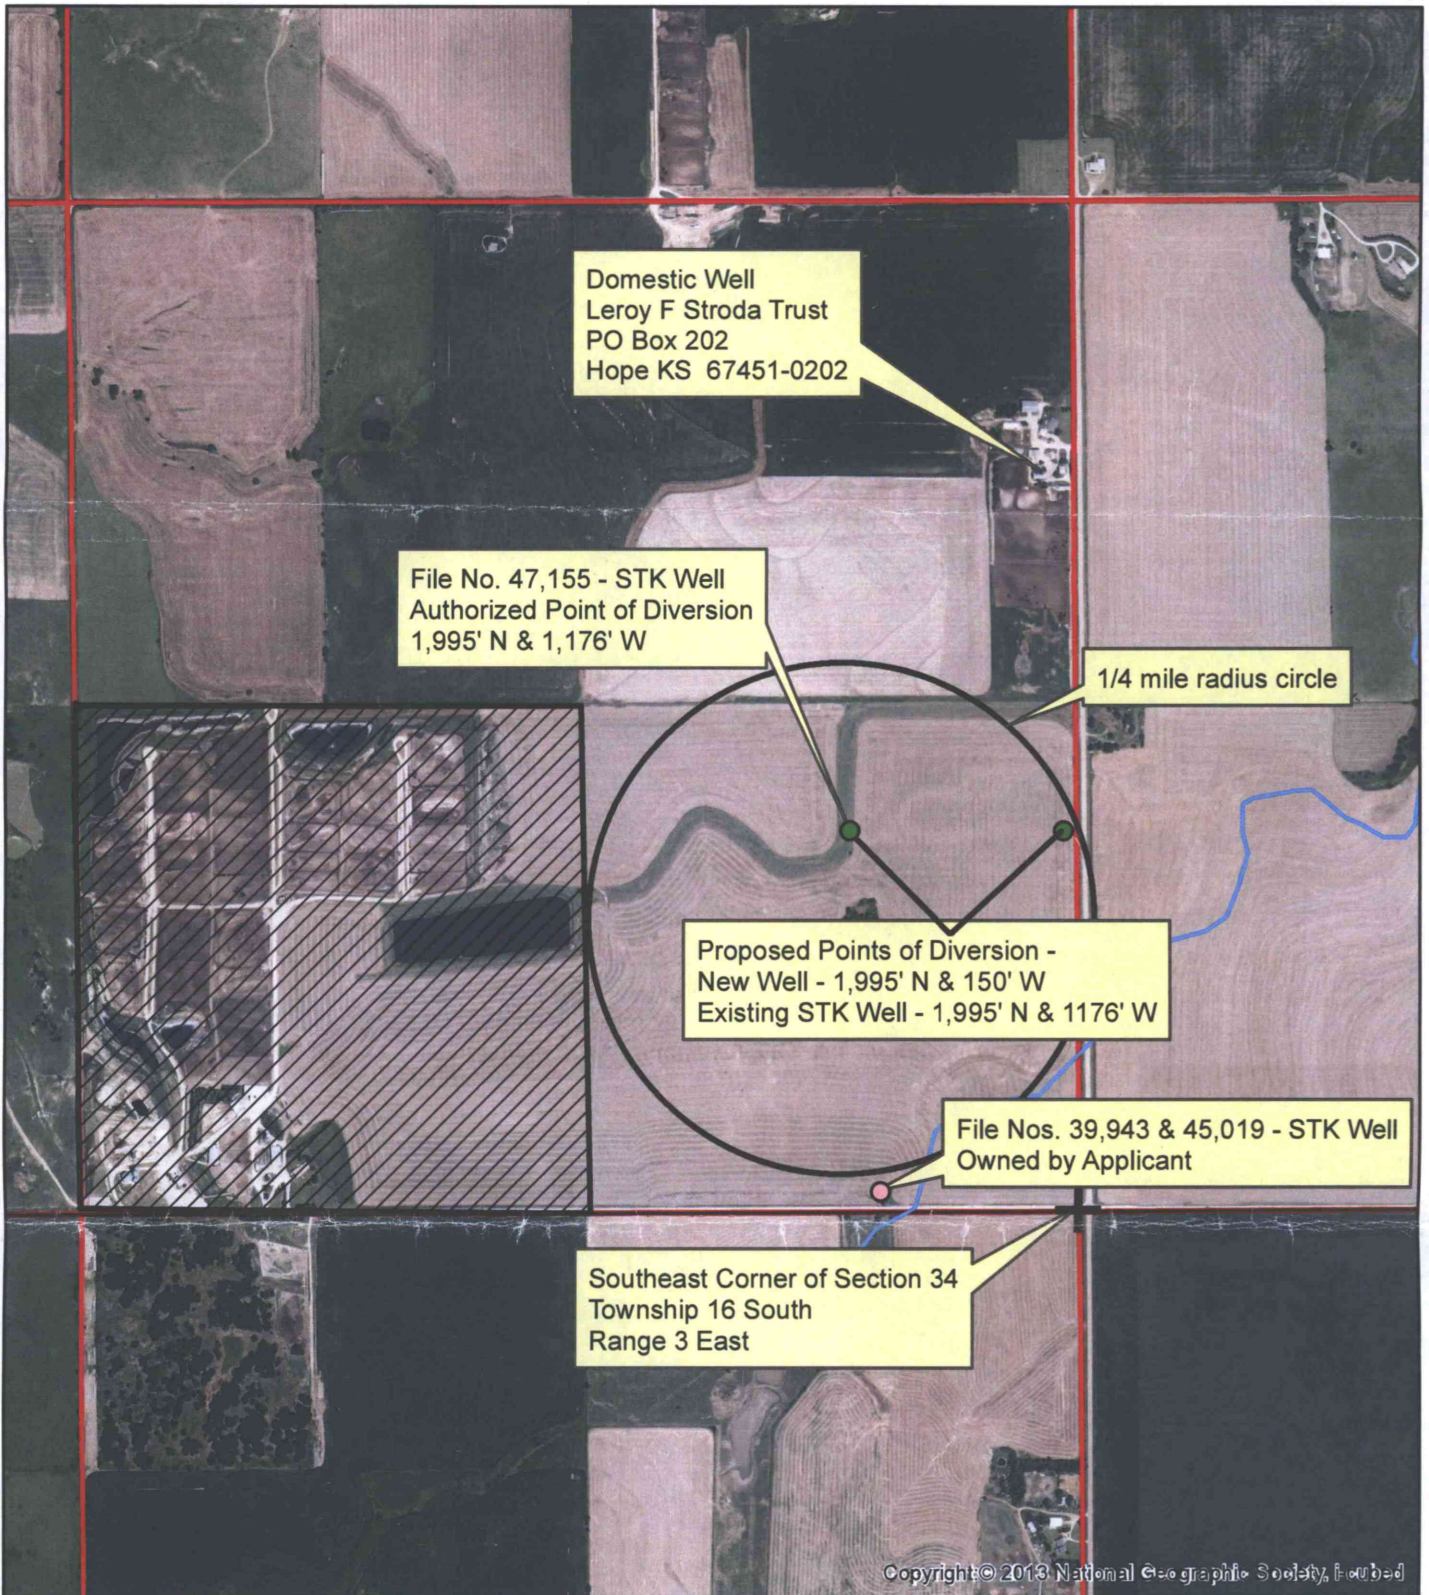 Domestic Well
Leroy F Stroda Trust
PO Box 202
Hope KS 67451-0202
File No. 47,155 - STK Well
Authorized Point of Diversion
1,995' N & 1,176' W
1/4 mile radius circle
Proposed Points of Diversion -
New Well - 1,995' N & 150' W
Existing STK Well - 1,995' N & 1176' W
File Nos. 39,943 & 45,019 - STK Well
Owned by Applicant
Southeast Corner of Section 34
Township 16 South
Range 3 East
Copyright:© 2013 National Geographic Society, i-cubed